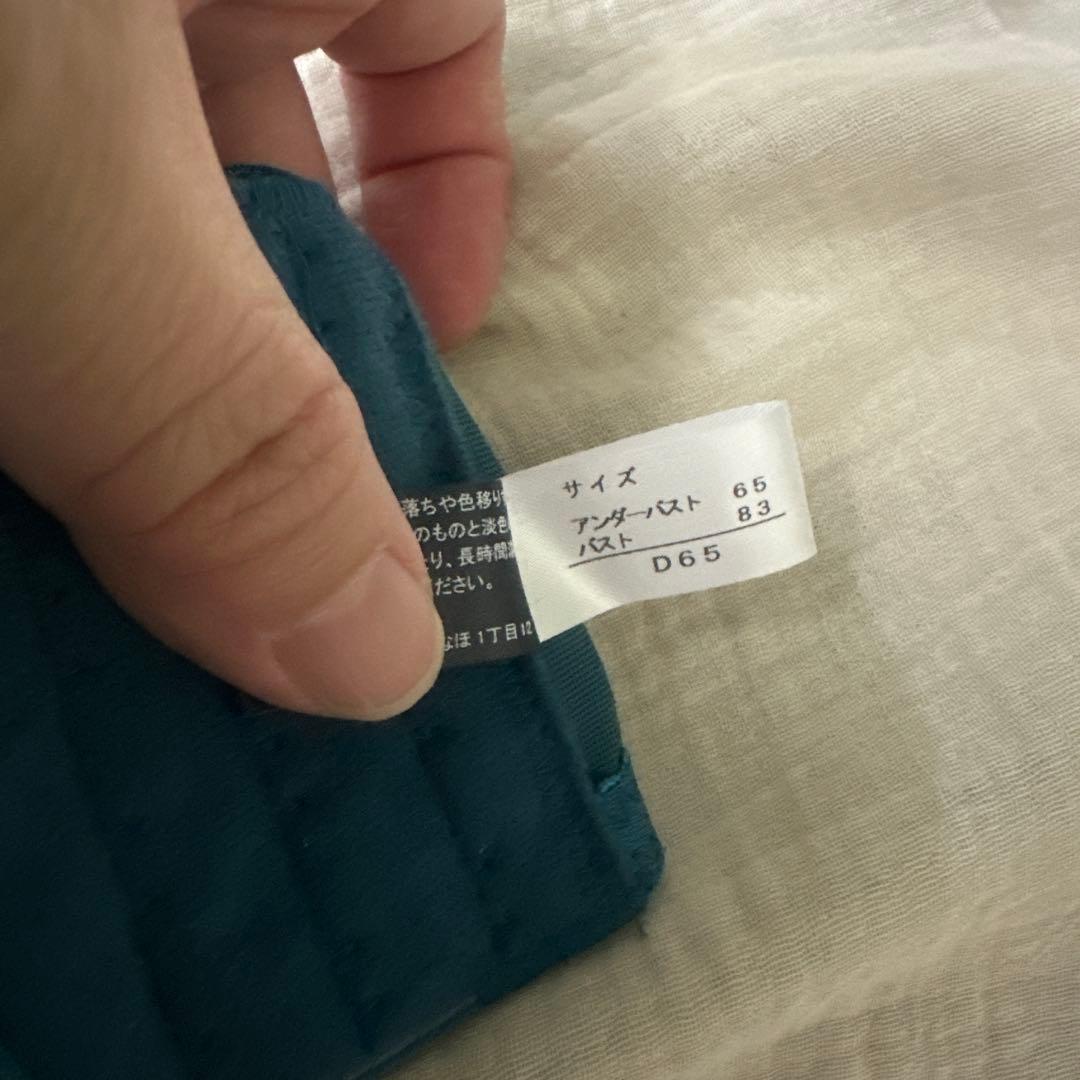 サイズ
アンダーバスト 65
バスト 83
D65
落ちや色移り
のものと淡色
り、長時間
ださい。
なほ1丁目12